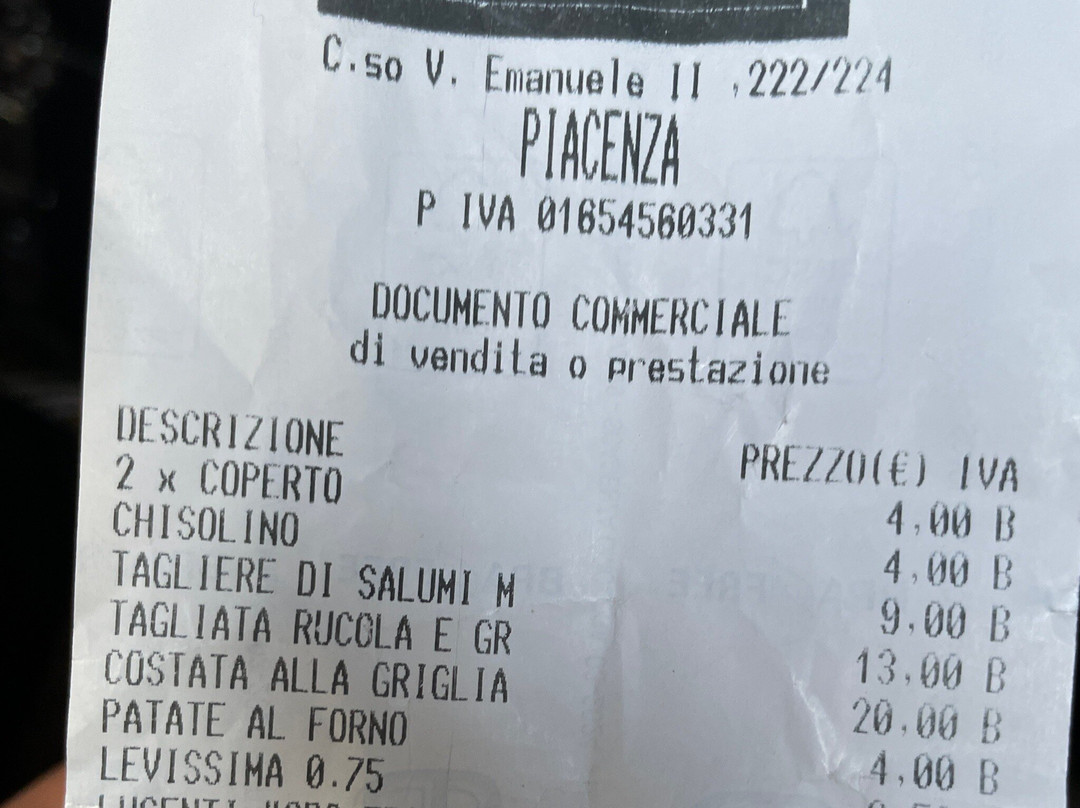 C.so V. Emanuele II ,222/224
PIACENZA
P IVA 01654560331
DOCUMENTO COMMERCIALE
di vendita o prestazione
DESCRIZIONE PREZZO(€) IVA
2 x COPERTO 4,00 B
CHISOLINO 4,00 B
TAGLIERE DI SALUMI M 9,00 B
TAGLIATA RUCOLA E GR 13,00 B
COSTATA ALLA GRIGLIA 20,00 B
PATATE AL FORNO 4,00 B
LEVISSIMA 0.75